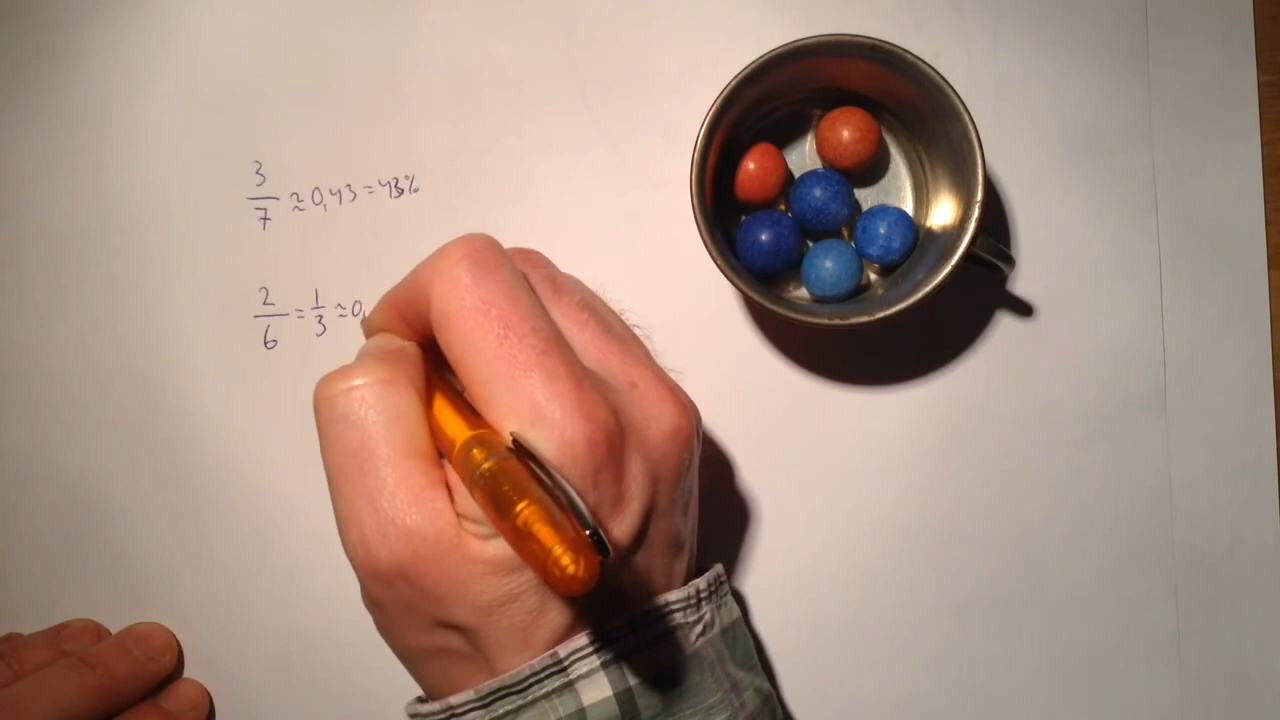 3/7 ≈ 0,43 = 43%
2/6 = 1/3 ≈ 0,